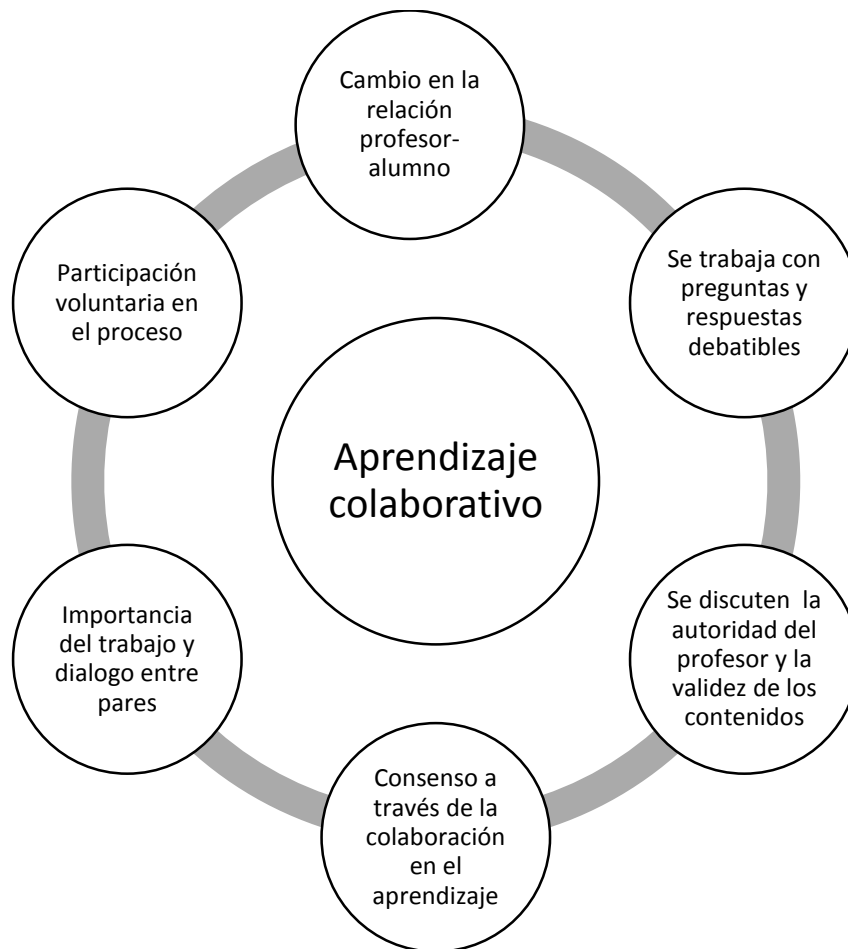 Cambio en la
relación
profesor-
alumno
Se trabaja con
preguntas y
respuestas
debatibles
Se discuten la
autoridad del
profesor y la
validez de los
contenidos
Consenso a
través de la
colaboración
en el
aprendizaje
Importancia
del trabajo y
dialogo entre
pares
Participación
voluntaria en
el proceso
Aprendizaje
colaborativo